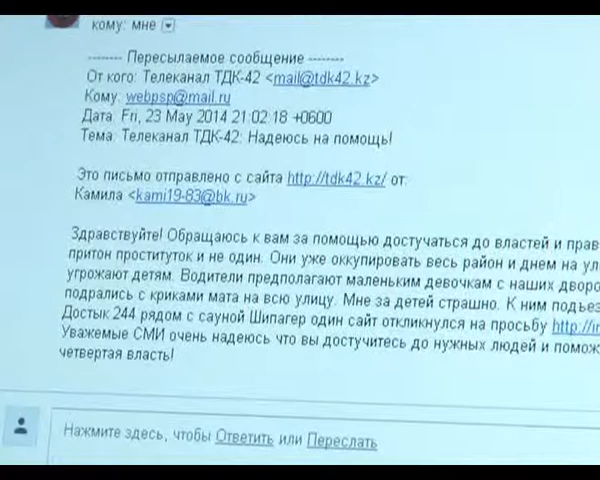 кому: мне
-------- Пересылаемое сообщение --------
От кого: Телеканал ТДК-42 <mail@tdk42.kz>
Кому: webpsp@mail.ru
Дата: Fri, 23 May 2014 21:02:18 +0600
Тема: Телеканал ТДК-42: Надеюсь на помощь!
Это письмо отправлено с сайта http://tdk42.kz/ от:
Камила <kami19-83@bk.ru>
Здравствуйте! Обращаюсь к вам за помощью достучаться до властей и прав
притон проституток и не один. Они уже оккупировать весь район и днем на ул
угрожают детям. Водители предполагают маленьким девочкам с наших дворо
подрались с криками мата на всю улицу. Мне за детей страшно. К ним подъез
Достык 244 рядом с сауной Шипагер один сайт откликнулся на просьбу http://ir
Уважемые СМИ очень надеюсь что вы достучитесь до нужных людей и помож
четвертая власть!
Нажмите здесь, чтобы Ответить или Переслать